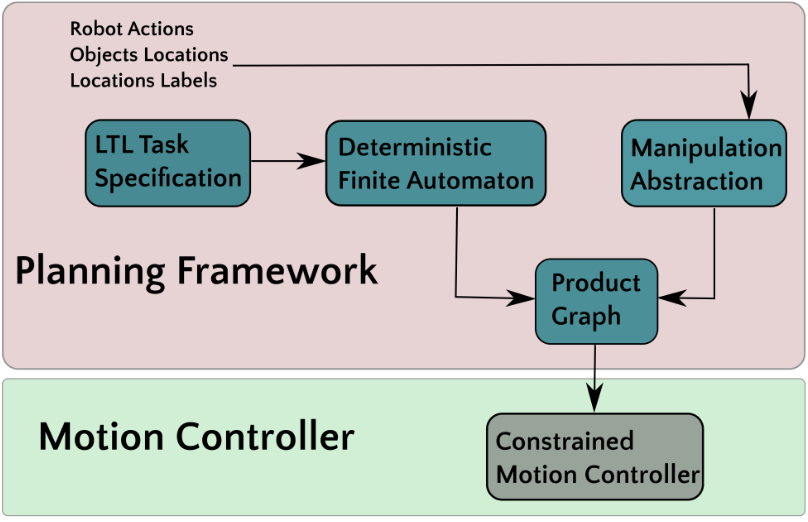 Robot Actions
Objects Locations
Locations Labels
LTL Task
Specification
Deterministic
Finite Automaton
Manipulation
Abstraction
Planning Framework
Product
Graph
Motion Controller
Constrained
Motion Controller